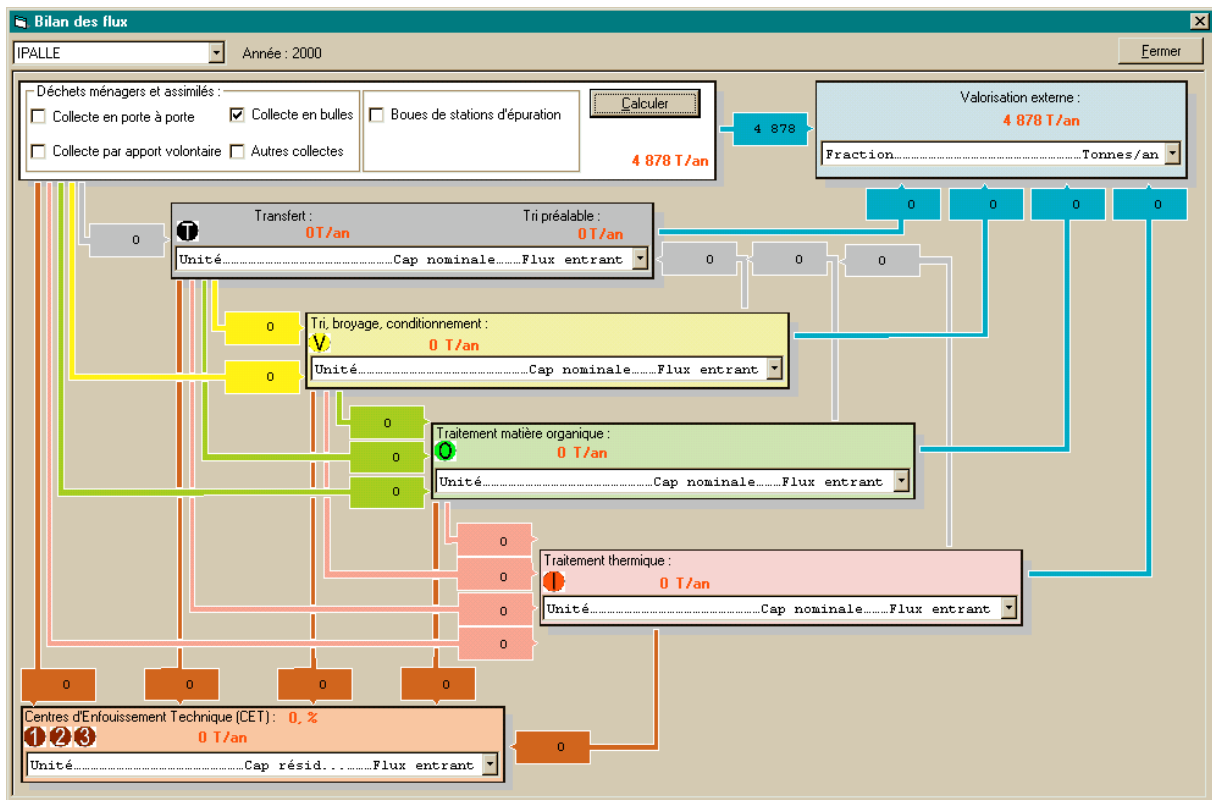 Bilan des flux
IPALLE Année : 2000 Fermer
Déchets ménagers et assimilés :
Collecte en porte à porte Collecte en bulles Boues de stations d'épuration Calculer
Collecte par apport volontaire Autres collectes
4 878 T/an
4 878
Valorisation externe :
4 878 T/an
Fraction Tonnes/an
0 0 0 0
0
Transfert : Tri préalable :
T 0T/an 0T/an
Unité Cap nominale Flux entrant
0 0 0
0
Tri, broyage, conditionnement :
V 0 T/an
Unité Cap nominale Flux entrant
0
0
Traitement matière organique :
0
O 0 T/an
Unité Cap nominale Flux entrant
0
0
Traitement thermique :
0
I 0 T/an
Unité Cap nominale Flux entrant
0
0
0 0 0 0
Centres d'Enfouissement Technique (CET) : 0, %
1 2 3 0 T/an
Unité Cap résid... Flux entrant
0